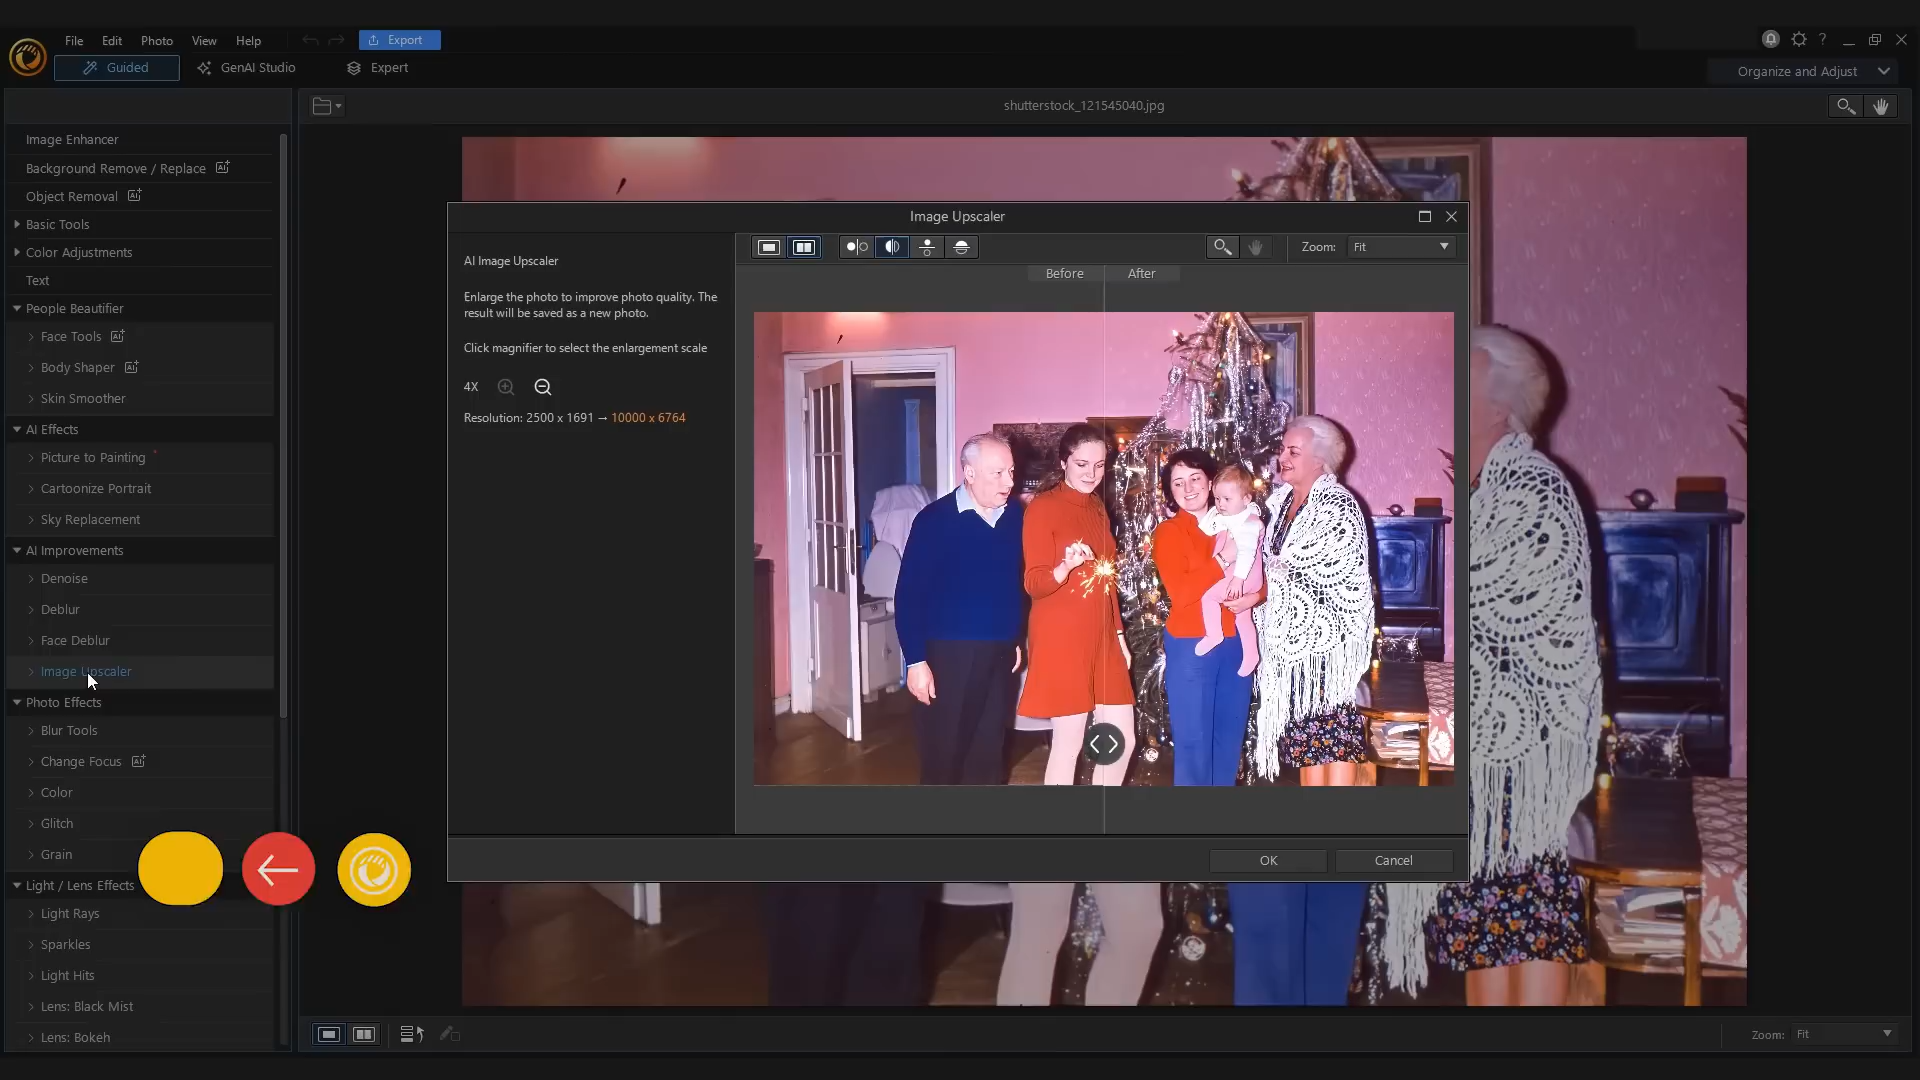 File Edit Photo View Help Export
Guided GenAI Studio Expert Organize and Adjust
shutterstock_121545040.jpg
Image Enhancer
Background Remove / Replace
Object Removal
Basic Tools
Color Adjustments
Text
People Beautifier
Face Tools
Body Shaper
Skin Smoother
AI Effects
Picture to Painting
Cartoonize Portrait
Sky Replacement
AI Improvements
Denoise
Deblur
Face Deblur
Image Upscaler
Photo Effects
Blur Tools
Change Focus
Color
Glitch
Grain
Light / Lens Effects
Light Rays
Sparkles
Light Hits
Lens: Black Mist
Lens: Bokeh
Image Upscaler
AI Image Upscaler
Enlarge the photo to improve photo quality. The
result will be saved as a new photo.
Click magnifier to select the enlargement scale
4X
Resolution: 2500 x 1691 → 10000 x 6764
Zoom: Fit
Before After
OK Cancel
Zoom: Fit